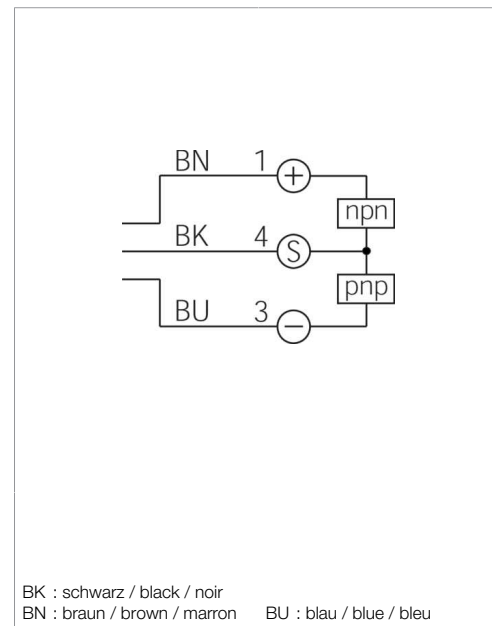 BN 1 +
npn
BK 4 S
pnp
BU 3 −
BK : schwarz / black / noir
BN : braun / brown / marron BU : blau / blue / bleu